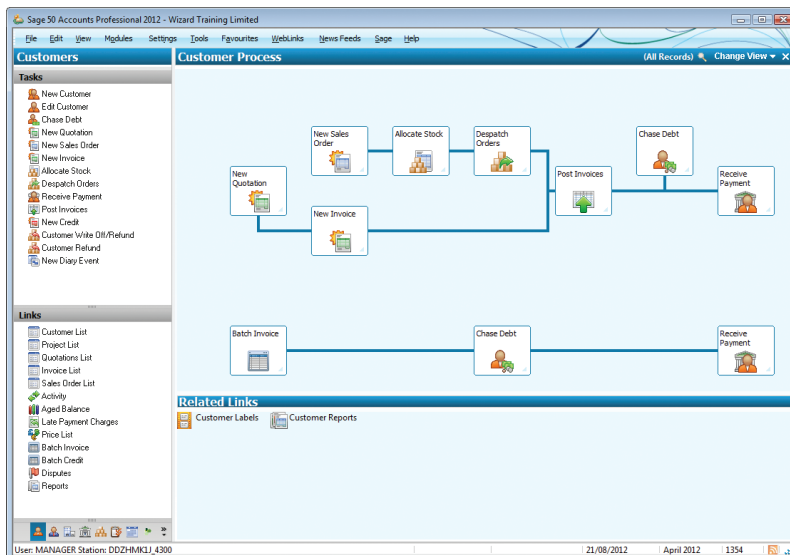 Sage 50 Accounts Professional 2012 - Wizard Training Limited
File Edit View Modules Settings Tools Favourites WebLinks News Feeds Sage Help
Customers
Customer Process
(All Records) Change View
Tasks
New Customer
Edit Customer
Chase Debt
New Quotation
New Sales Order
New Invoice
Allocate Stock
Despatch Orders
Receive Payment
Post Invoices
New Credit
Customer Write Off/Refund
Customer Refund
New Diary Event
Links
Customer List
Project List
Quotations List
Invoice List
Sales Order List
Activity
Aged Balance
Late Payment Charges
Price List
Batch Invoice
Batch Credit
Disputes
Reports
New Sales
Order
Allocate Stock
Despatch
Orders
Chase Debt
New
Quotation
Post Invoices
Receive
Payment
New Invoice
Batch Invoice
Chase Debt
Receive
Payment
Related Links
Customer Labels
Customer Reports
User: MANAGER Station: DDZHMK1J_4300
21/08/2012
April 2012
1354